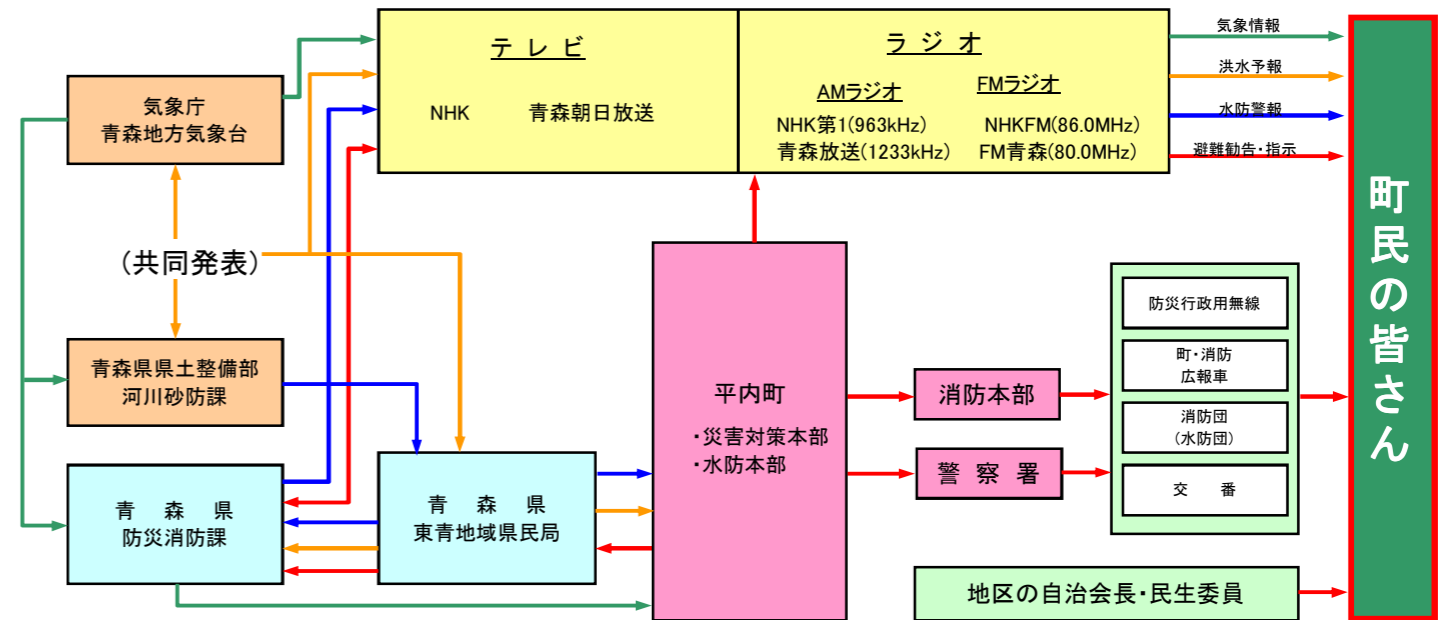 テレビ
NHK 青森朝日放送
ラジオ
AMラジオ
NHK第1(963kHz)
青森放送(1233kHz)
FMラジオ
NHKFM(86.0MHz)
FM青森(80.0MHz)
気象情報
洪水予報
水防警報
避難勧告・指示
町民の皆さん
気象庁
青森地方気象台
(共同発表)
青森県県土整備部
河川砂防課
青森県
防災消防課
青森県
東青地域県民局
平内町
・災害対策本部
・水防本部
消防本部
警察署
防災行政用無線
町・消防
広報車
消防団
(水防団)
交番
地区の自治会長・民生委員